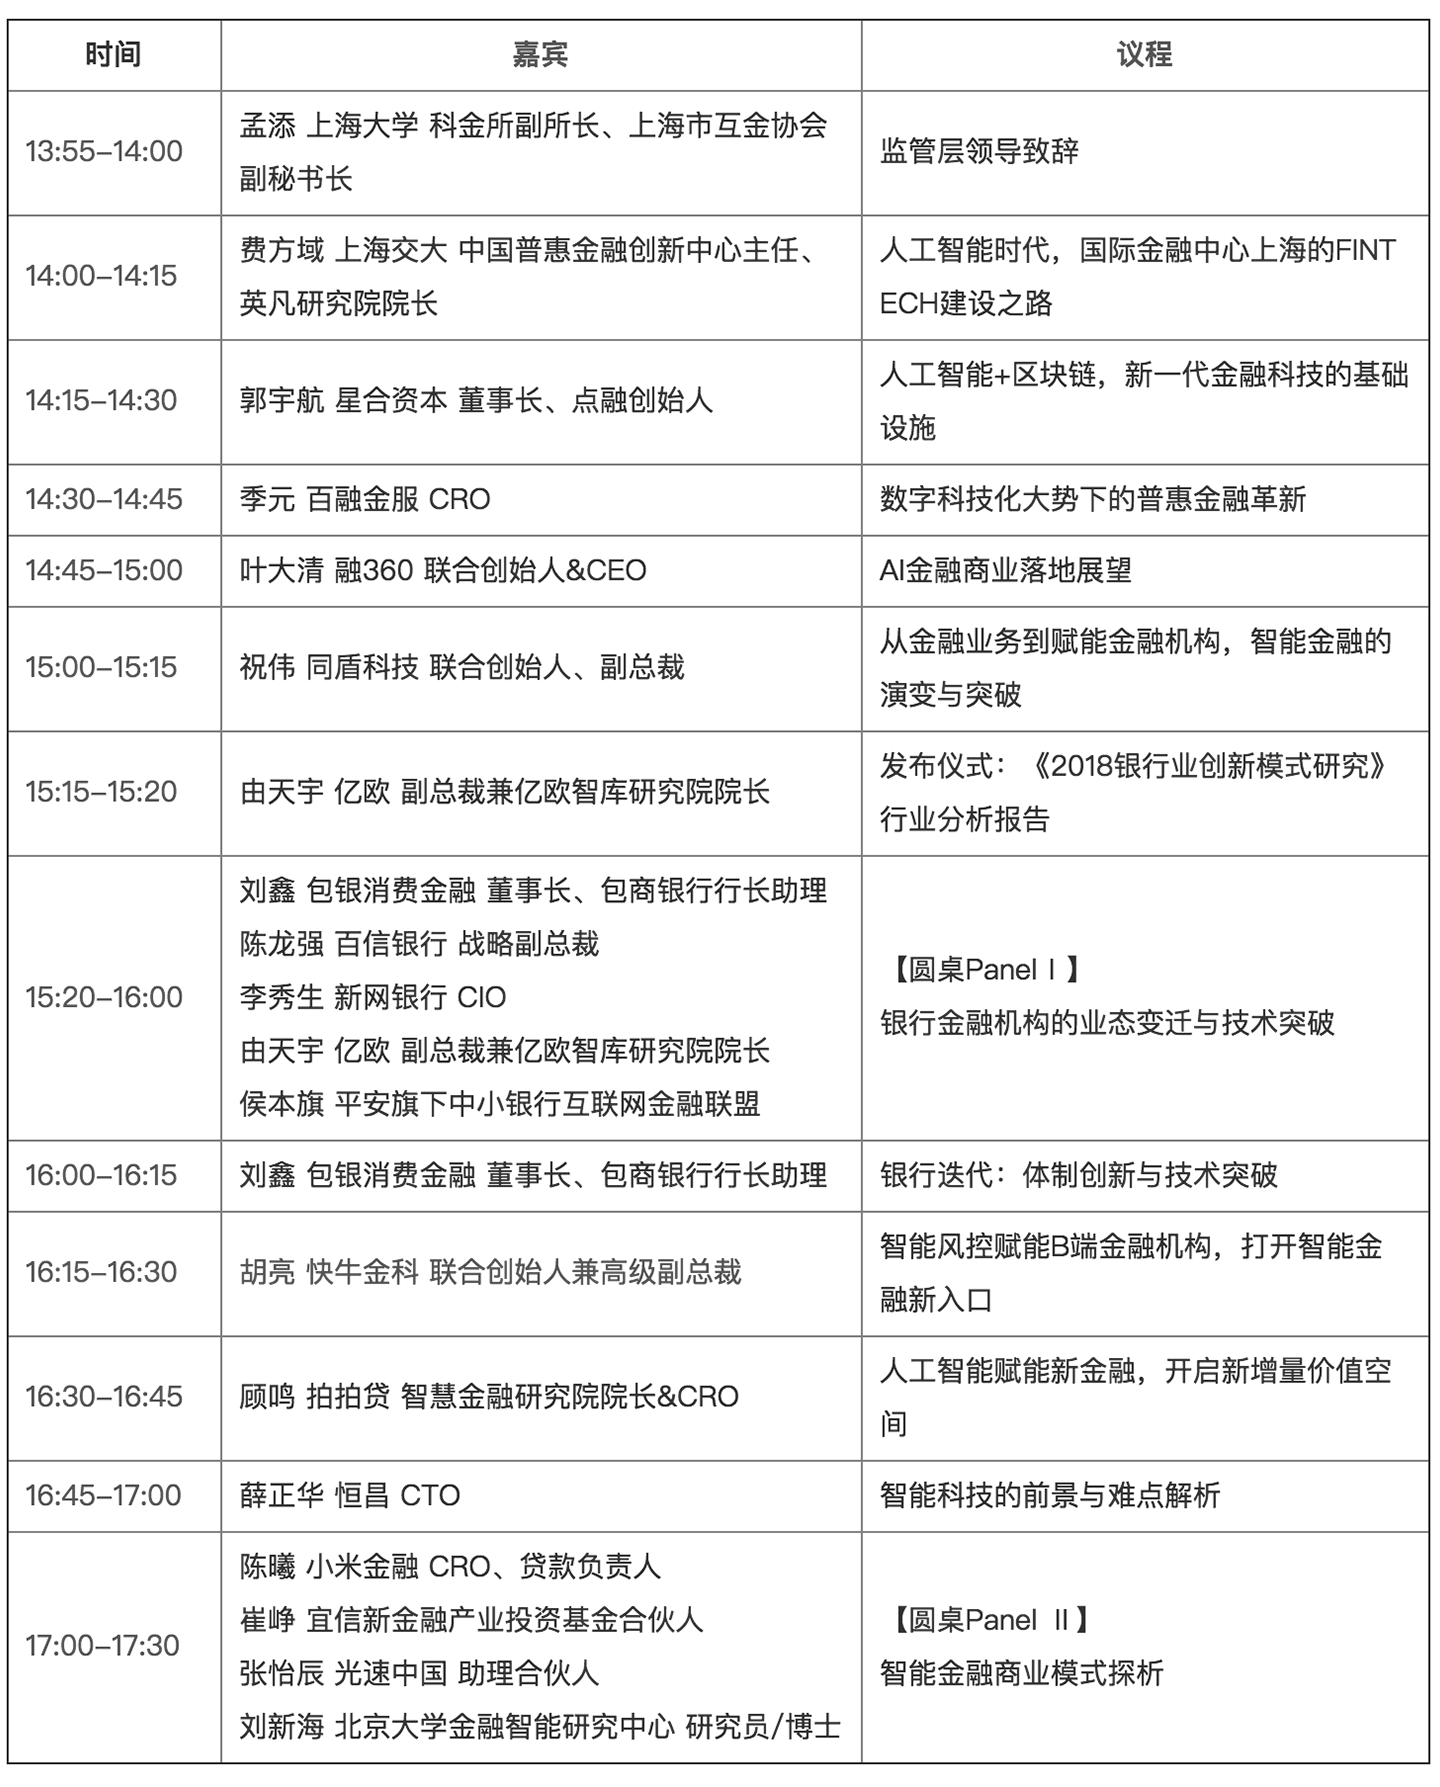 时间 嘉宾 议程
13:55–14:00
孟添 上海大学 科金所副所长、上海市互金协会
副秘书长
监管层领导致辞
14:00–14:15
费方域 上海交大 中国普惠金融创新中心主任、
英凡研究院院长
人工智能时代，国际金融中心上海的FINT
ECH建设之路
14:15–14:30
郭宇航 星合资本 董事长、点融创始人
人工智能+区块链，新一代金融科技的基础
设施
14:30–14:45
季元 百融金服 CRO
数字科技化大势下的普惠金融革新
14:45–15:00
叶大清 融360 联合创始人&CEO
AI金融商业落地展望
15:00–15:15
祝伟 同盾科技 联合创始人、副总裁
从金融业务到赋能金融机构，智能金融的
演变与突破
15:15–15:20
由天宇 亿欧 副总裁兼亿欧智库研究院院长
发布仪式：《2018银行业创新模式研究》
行业分析报告
15:20–16:00
刘鑫 包银消费金融 董事长、包商银行行长助理
陈龙强 百信银行 战略副总裁
李秀生 新网银行 CIO
由天宇 亿欧 副总裁兼亿欧智库研究院院长
侯本旗 平安旗下中小银行互联网金融联盟
【圆桌Panel I 】
银行金融机构的业态变迁与技术突破
16:00–16:15
刘鑫 包银消费金融 董事长、包商银行行长助理
银行迭代：体制创新与技术突破
16:15–16:30
胡亮 快牛金科 联合创始人兼高级副总裁
智能风控赋能B端金融机构，打开智能金
融新入口
16:30–16:45
顾鸣 拍拍贷 智慧金融研究院院长&CRO
人工智能赋能新金融，开启新增量价值空
间
16:45–17:00
薛正华 恒昌 CTO
智能科技的前景与难点解析
17:00–17:30
陈曦 小米金融 CRO、贷款负责人
崔峥 宜信新金融产业投资基金合伙人
张怡辰 光速中国 助理合伙人
刘新海 北京大学金融智能研究中心 研究员/博士
【圆桌Panel II 】
智能金融商业模式探析